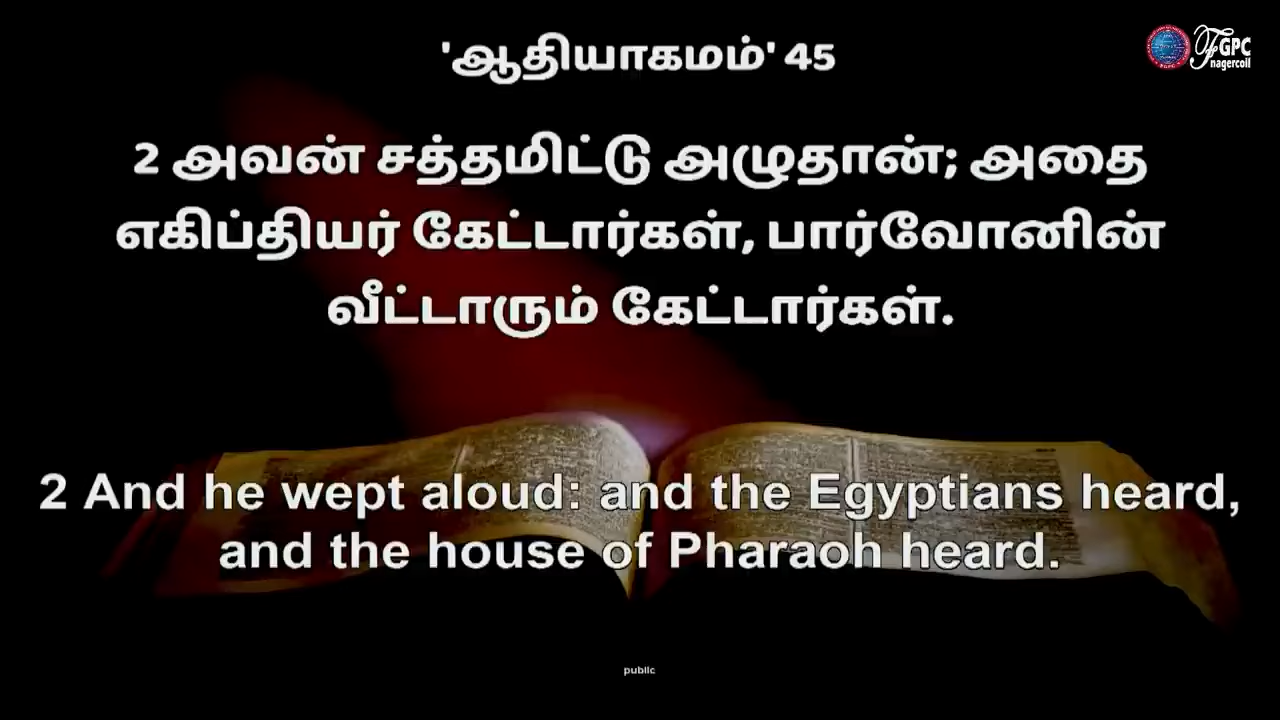 'ஆதியாகமம்' 45
FGPC
nagercoil
2 அவன் சத்தமிட்டு அழுதான்; அதை
எகிப்தியர் கேட்டார்கள், பார்வோனின்
வீட்டாரும் கேட்டார்கள்.
2 And he wept aloud: and the Egyptians heard,
and the house of Pharaoh heard.
public